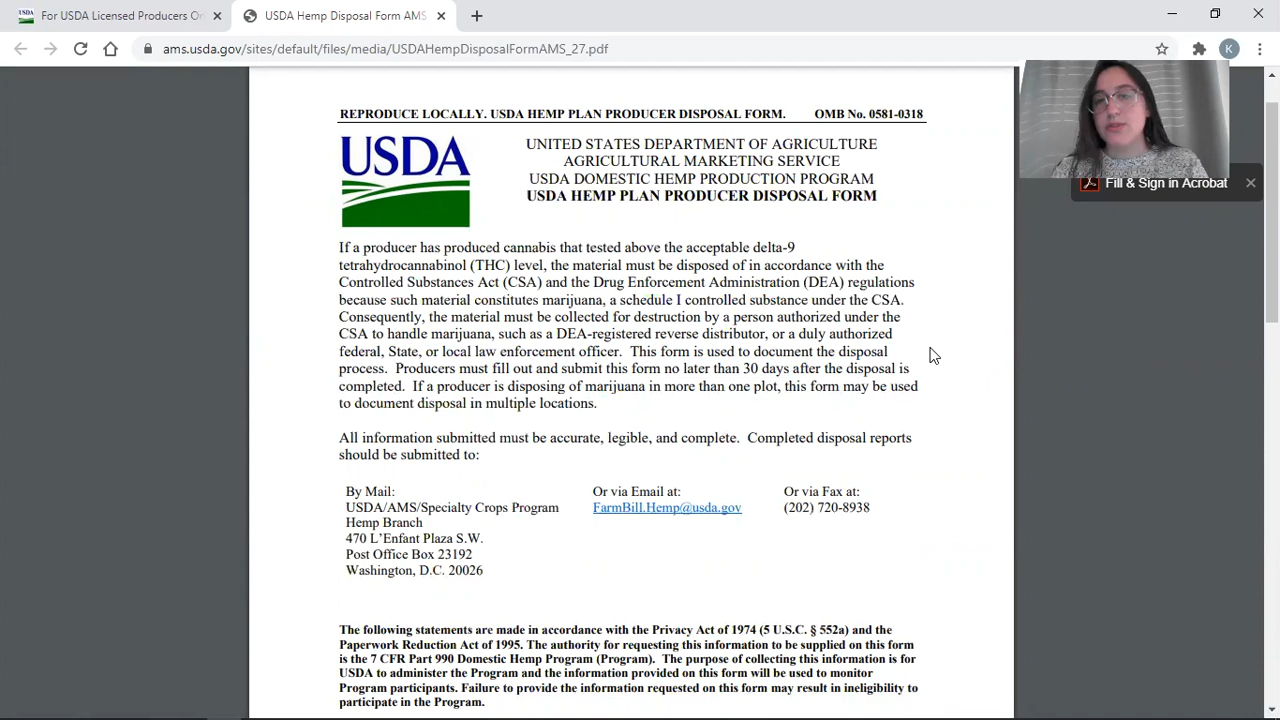 For USDA Licensed Producers Or
USDA Hemp Disposal Form AMS
ams.usda.gov/sites/default/files/media/USDAHempDisposalFormAMS_27.pdf
K
Fill & Sign in Acrobat
REPRODUCE LOCALLY. USDA HEMP PLAN PRODUCER DISPOSAL FORM. OMB No. 0581-0318
USDA
UNITED STATES DEPARTMENT OF AGRICULTURE
AGRICULTURAL MARKETING SERVICE
USDA DOMESTIC HEMP PRODUCTION PROGRAM
USDA HEMP PLAN PRODUCER DISPOSAL FORM
If a producer has produced cannabis that tested above the acceptable delta-9
tetrahydrocannabinol (THC) level, the material must be disposed of in accordance with the
Controlled Substances Act (CSA) and the Drug Enforcement Administration (DEA) regulations
because such material constitutes marijuana, a schedule I controlled substance under the CSA.
Consequently, the material must be collected for destruction by a person authorized under the
CSA to handle marijuana, such as a DEA-registered reverse distributor, or a duly authorized
federal, State, or local law enforcement officer. This form is used to document the disposal
process. Producers must fill out and submit this form no later than 30 days after the disposal is
completed. If a producer is disposing of marijuana in more than one plot, this form may be used
to document disposal in multiple locations.
All information submitted must be accurate, legible, and complete. Completed disposal reports
should be submitted to:
By Mail:
USDA/AMS/Specialty Crops Program
Hemp Branch
470 L'Enfant Plaza S.W.
Post Office Box 23192
Washington, D.C. 20026
Or via Email at:
FarmBill.Hemp@usda.gov
Or via Fax at:
(202) 720-8938
The following statements are made in accordance with the Privacy Act of 1974 (5 U.S.C. § 552a) and the
Paperwork Reduction Act of 1995. The authority for requesting this information to be supplied on this form
is the 7 CFR Part 990 Domestic Hemp Program (Program). The purpose of collecting this information is for
USDA to administer the Program and the information provided on this form will be used to monitor
Program participants. Failure to provide the information requested on this form may result in ineligibility to
participate in the Program.